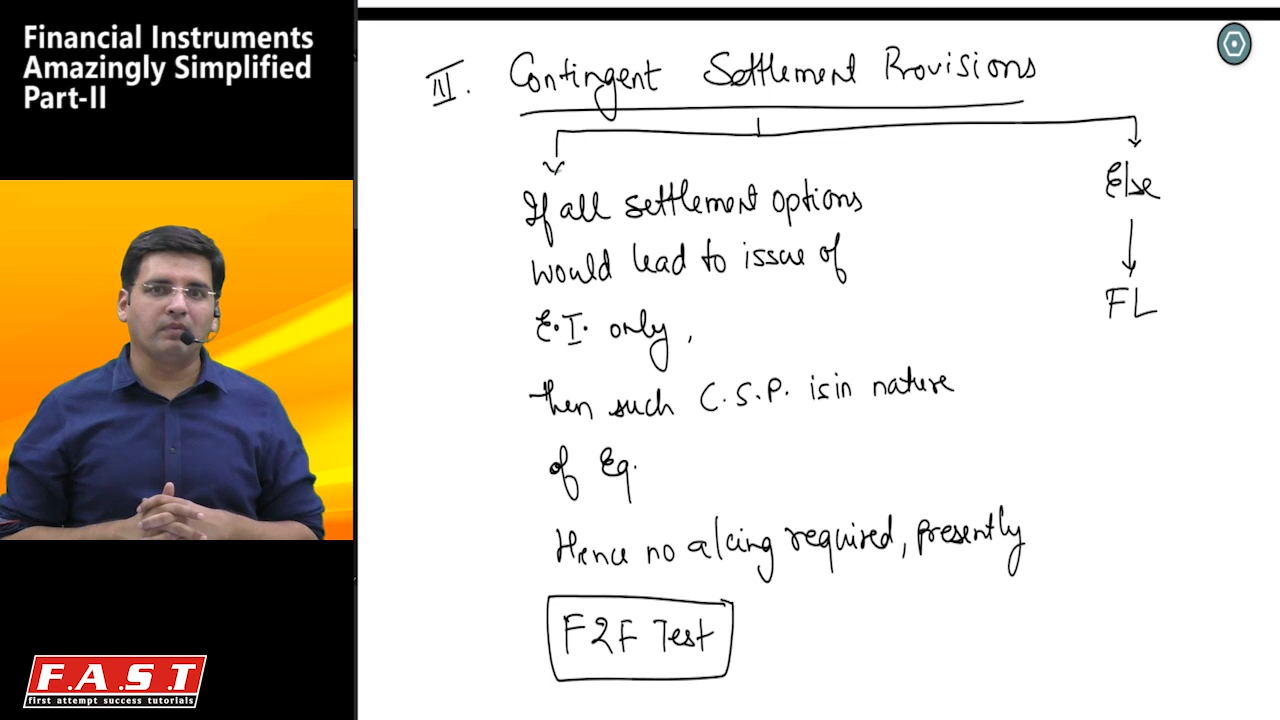 Financial Instruments
Amazingly Simplified
Part-II
III. Contingent Settlement Provisions
If all settlement options
would lead to issue of
E.I. only,
then such C.S.P. is in nature
of Eq.
Hence no a/cing required, presently
F2F Test
Else
FL
F.A.S.T
first attempt success tutorials